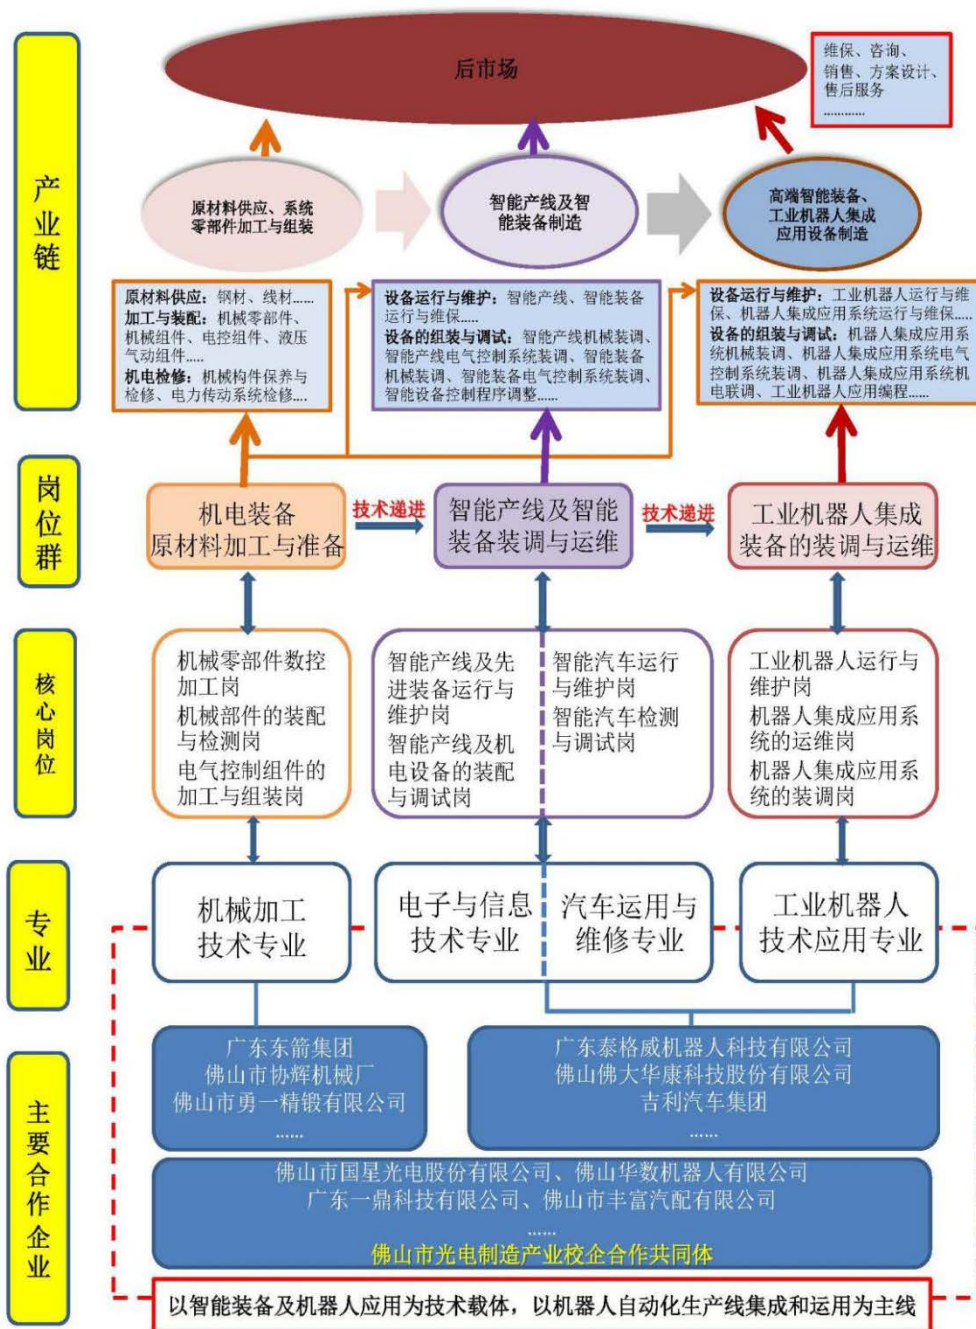 产业链
后市场
维保、咨询、
销售、方案设计、
售后服务
…………
原材料供应、系统
零部件加工与组装
智能产线及智
能装备制造
高端智能装备、
工业机器人集成
应用设备制造
原材料供应：钢材、线材……
加工与装配：机械零部件、
机械组件、电控组件、液压
气动组件……
机电检修：机械构件保养与
检修、电力传动系统检修……
设备运行与维护：智能产线、智能装备
运行与维保……
设备的组装与调试：智能产线机械装调、
智能产线电气控制系统装调、智能装备
机械装调、智能装备电气控制系统装调、
智能设备控制程序调整……
设备运行与维护：工业机器人运行与维
保、机器人集成应用系统运行与维保……
设备的组装与调试：机器人集成应用系
统机械装调、机器人集成应用系统电气
控制系统装调、机器人集成应用系统机
电联调、工业机器人应用编程……
岗位群
机电装备
原材料加工与准备
技术递进
智能产线及智能
装备装调与运维
技术递进
工业机器人集成
装备的装调与运维
核心岗位
机械零部件数控
加工岗
机械部件的装配
与检测岗
电气控制组件的
加工与组装岗
智能产线及先
进装备运行与
维护岗
智能产线及机
电设备的装配
与调试岗
智能汽车运行
与维护岗
智能汽车检测
与调试岗
工业机器人运行与
维护岗
机器人集成应用系
统的运维岗
机器人集成应用系
统的装调岗
专业
机械加工
技术专业
电子与信息
技术专业
汽车运用与
维修专业
工业机器人
技术应用专业
主要合作企业
广东东箭集团
佛山市协辉机械厂
佛山市勇一精锻有限公司
……
广东泰格威机器人科技有限公司
佛山佛大华康科技股份有限公司
吉利汽车集团
……
佛山市国星光电股份有限公司、佛山华数机器人有限公司
广东一鼎科技有限公司、佛山市丰富汽配有限公司
……
佛山市光电制造产业校企合作共同体
以智能装备及机器人应用为技术载体，以机器人自动化生产线集成和运用为主线